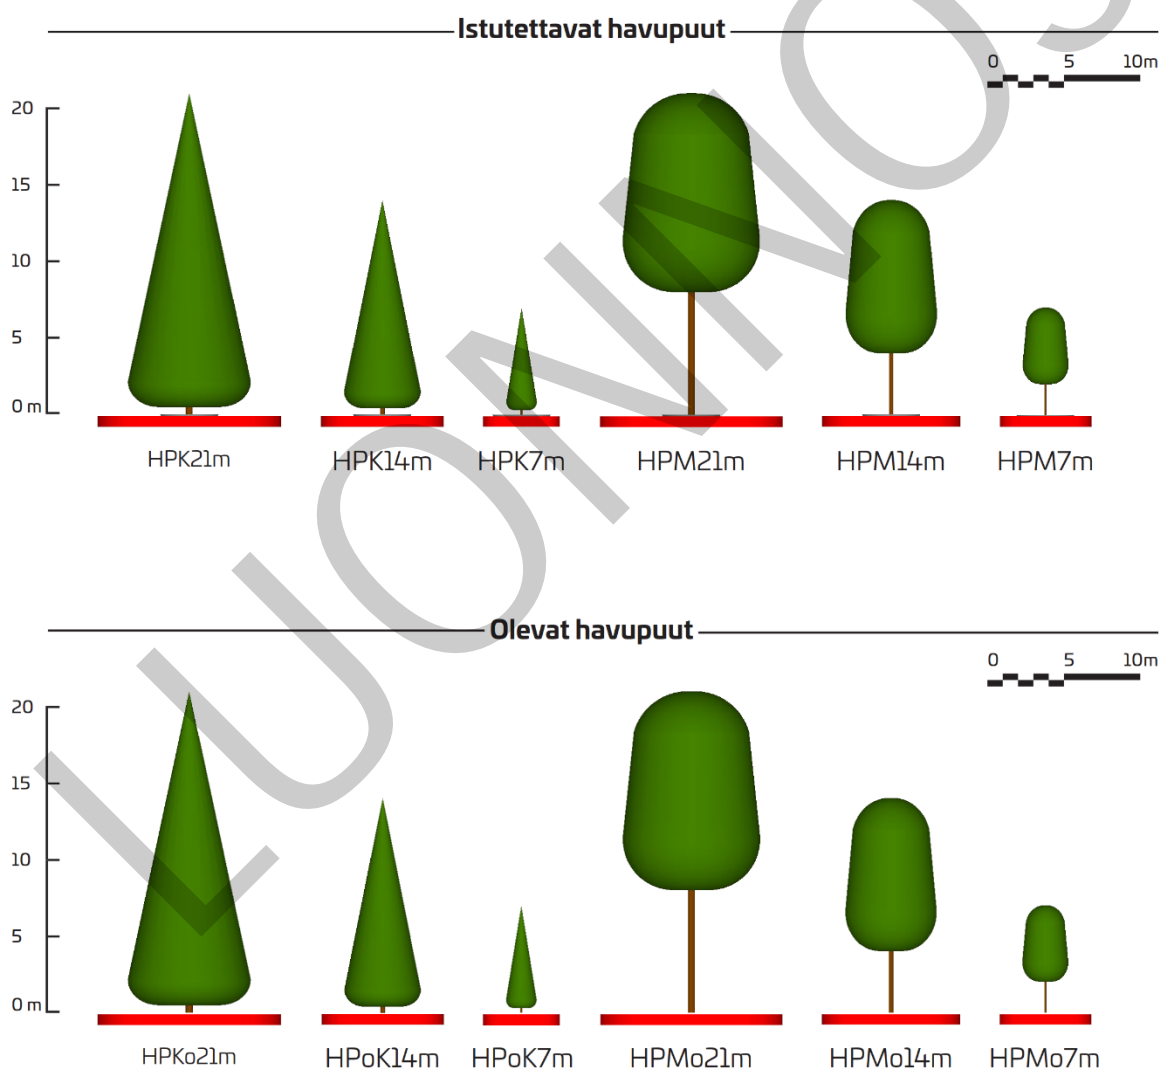 Istutettavat havupuut
0 5 10m
20
15
10
5
0 m
HPK21m HPK14m HPK7m HPM21m HPM14m HPM7m
Olevat havupuut
0 5 10m
20
15
10
5
0 m
HPKo21m HPoK14m HPoK7m HPMo21m HPMo14m HPMo7m
LUONNOS